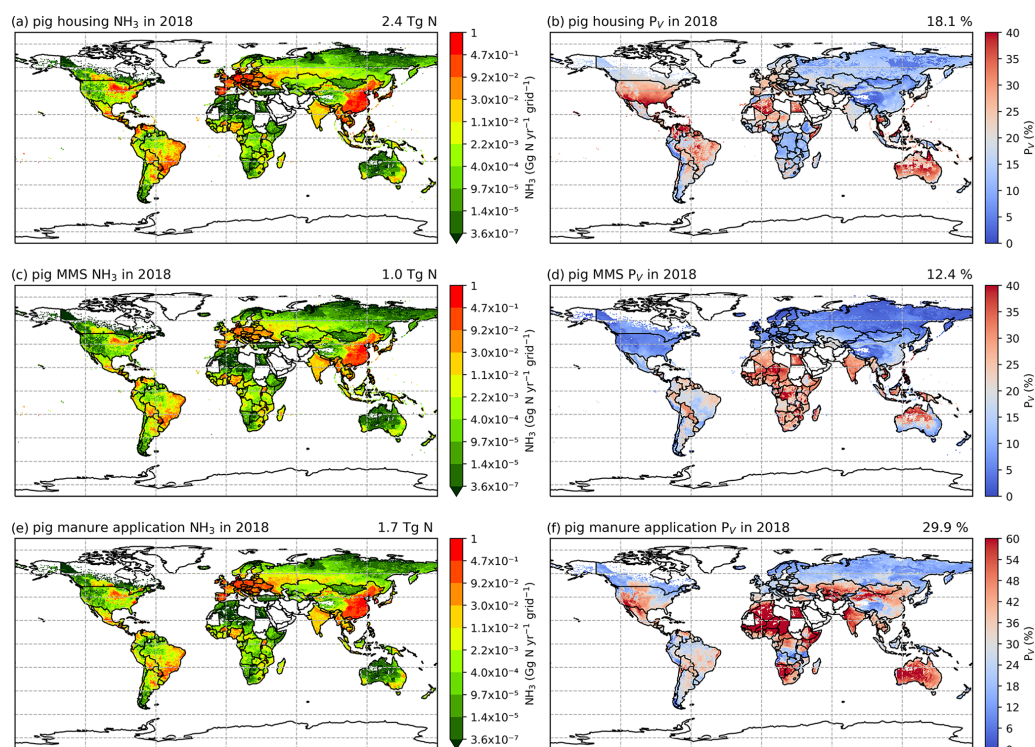 (a) pig housing NH₃ in 2018 2.4 Tg N
1
4.7x10⁻¹
9.2x10⁻²
3.0x10⁻²
1.1x10⁻²
2.2x10⁻³
4.0x10⁻⁴
9.7x10⁻⁵
1.4x10⁻⁵
3.6x10⁻⁷
NH₃ (Gg N yr⁻¹ grid⁻¹)
(b) pig housing Pᵥ in 2018 18.1 %
40
35
30
25
20
15
10
5
0
Pᵥ (%)
(c) pig MMS NH₃ in 2018 1.0 Tg N
1
4.7x10⁻¹
9.2x10⁻²
3.0x10⁻²
1.1x10⁻²
2.2x10⁻³
4.0x10⁻⁴
9.7x10⁻⁵
1.4x10⁻⁵
3.6x10⁻⁷
NH₃ (Gg N yr⁻¹ grid⁻¹)
(d) pig MMS Pᵥ in 2018 12.4 %
40
35
30
25
20
15
10
5
0
Pᵥ (%)
(e) pig manure application NH₃ in 2018 1.7 Tg N
1
4.7x10⁻¹
9.2x10⁻²
3.0x10⁻²
1.1x10⁻²
2.2x10⁻³
4.0x10⁻⁴
9.7x10⁻⁵
1.4x10⁻⁵
3.6x10⁻⁷
NH₃ (Gg N yr⁻¹ grid⁻¹)
(f) pig manure application Pᵥ in 2018 29.9 %
60
54
48
42
36
30
24
18
12
6
Pᵥ (%)